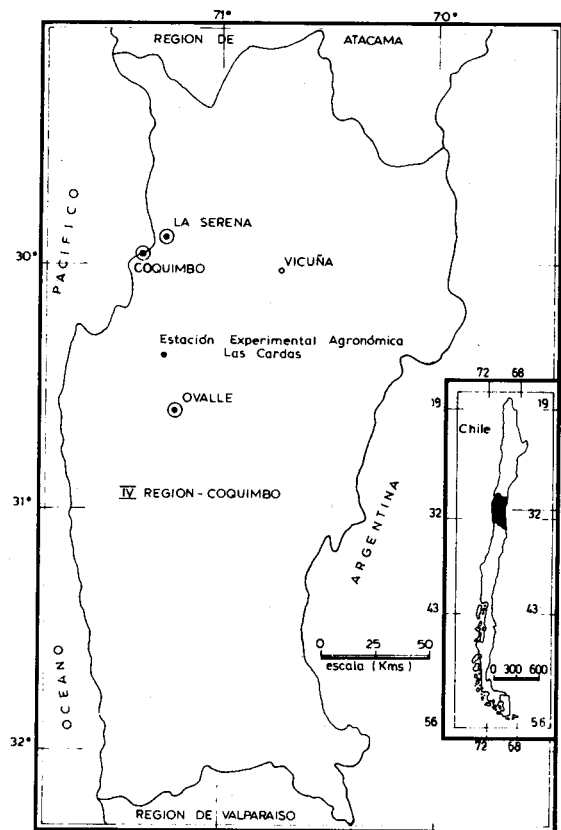 71° 70°
REGION DE ATACAMA
PACIFICO
LA SERENA
30°
COQUIMBO
VICUÑA
Estación Experimental Agronómica
Las Cardas
OVALLE
31°
IV REGION - COQUIMBO
ARGENTINA
0 25 50
escala (Kms)
OCEANO
32°
REGION DE VALPARAISO
72 68
19 19
Chile
32 32
43 43
0 300 600
56 56
72 68